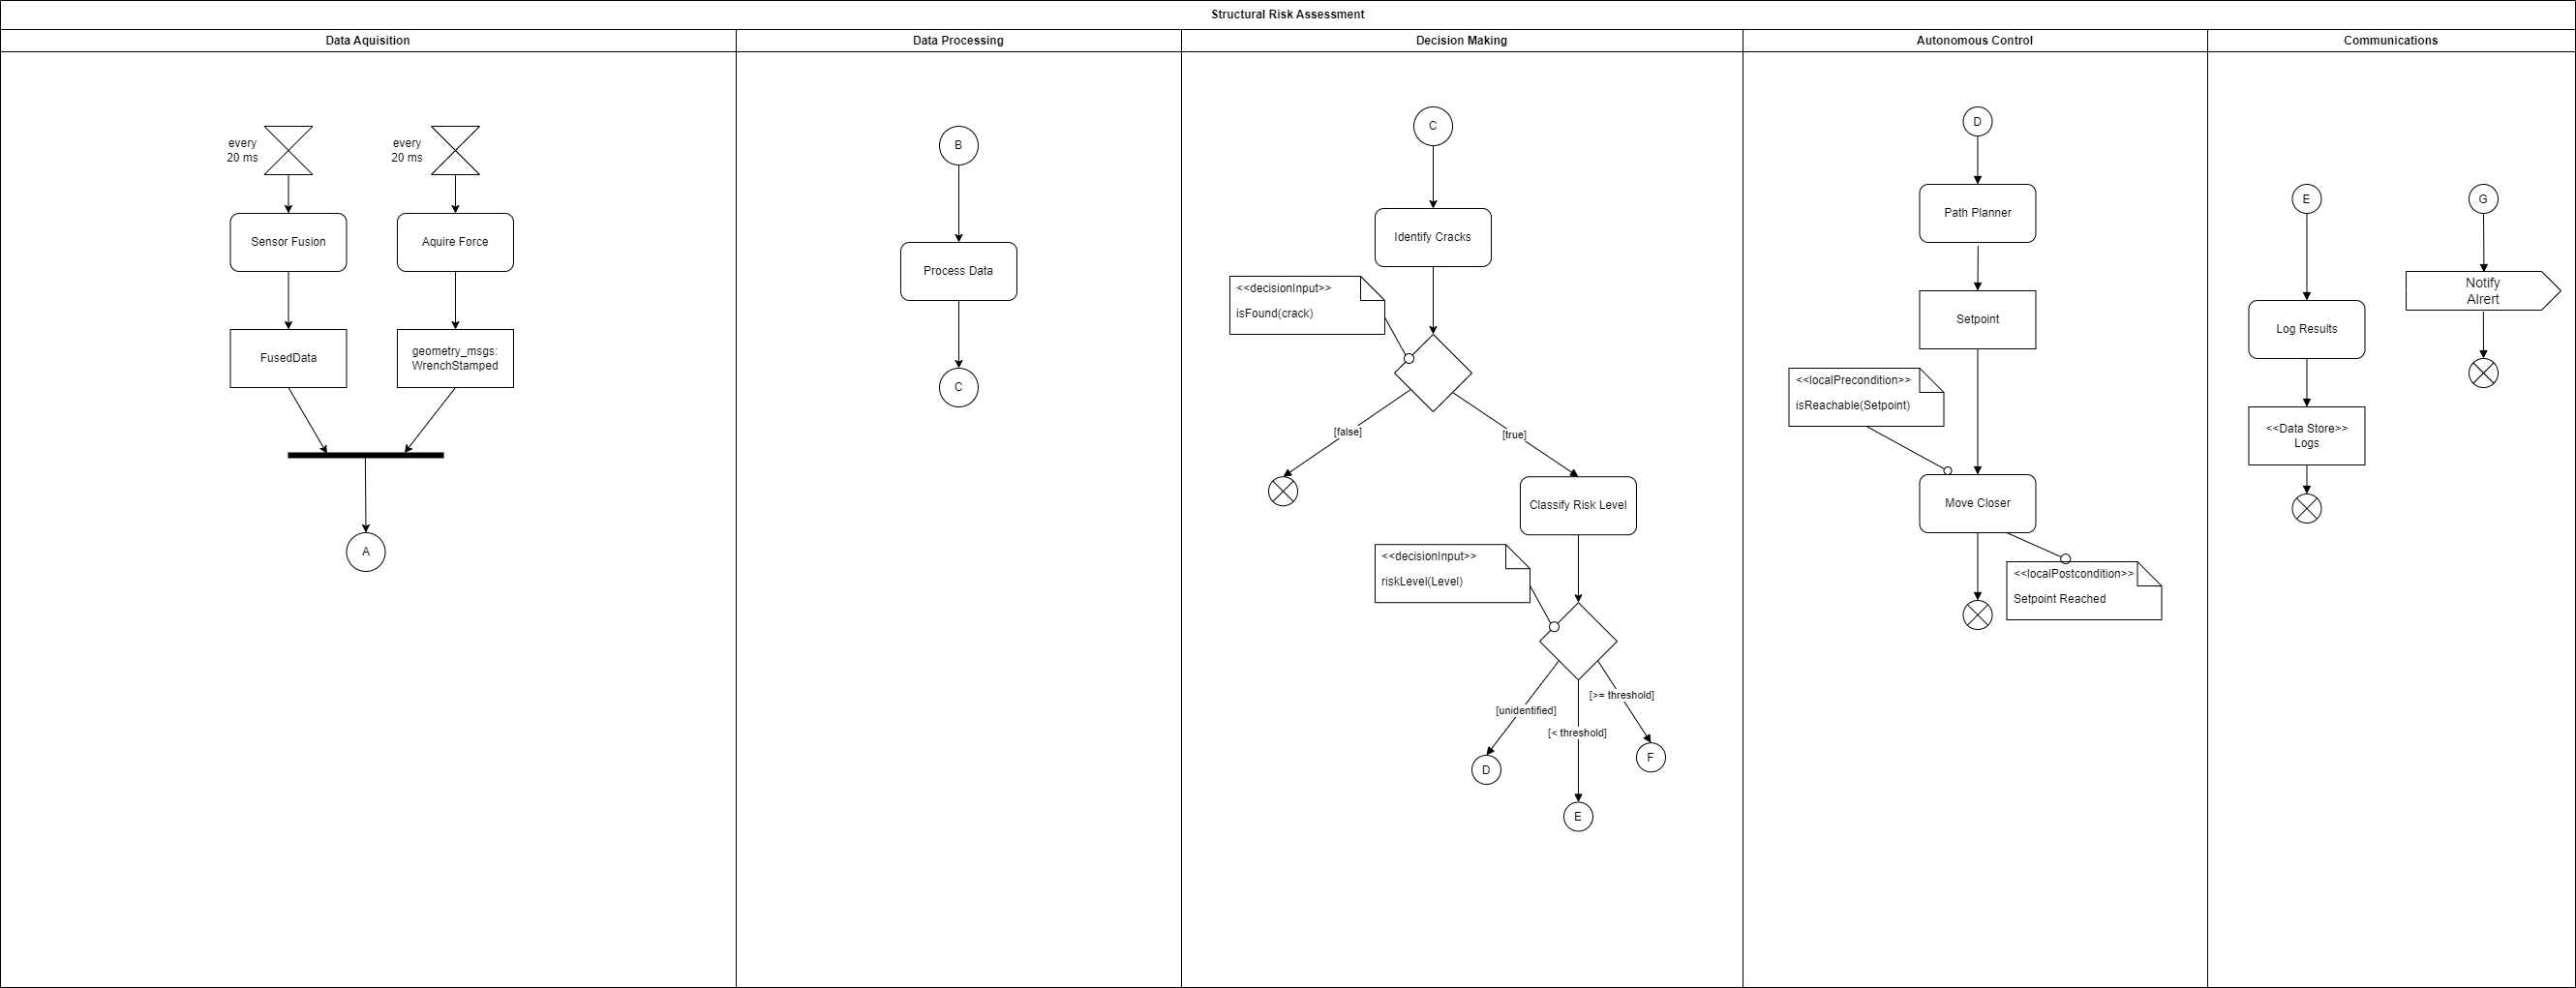 Structural Risk Assessment
Data Aquisition
Data Processing
Decision Making
Autonomous Control
Communications
every
20 ms
every
20 ms
Sensor Fusion
Aquire Force
FusedData
geometry_msgs:
WrenchStamped
A
B
Process Data
C
C
Identify Cracks
<<decisionInput>>
isFound(crack)
[false]
[true]
Classify Risk Level
<<decisionInput>>
riskLevel(Level)
[unidentified]
[< threshold]
[>= threshold]
D
E
F
D
Path Planner
Setpoint
<<localPrecondition>>
isReachable(Setpoint)
Move Closer
<<localPostcondition>>
Setpoint Reached
E
Log Results
<<Data Store>>
Logs
G
Notify
Alrert